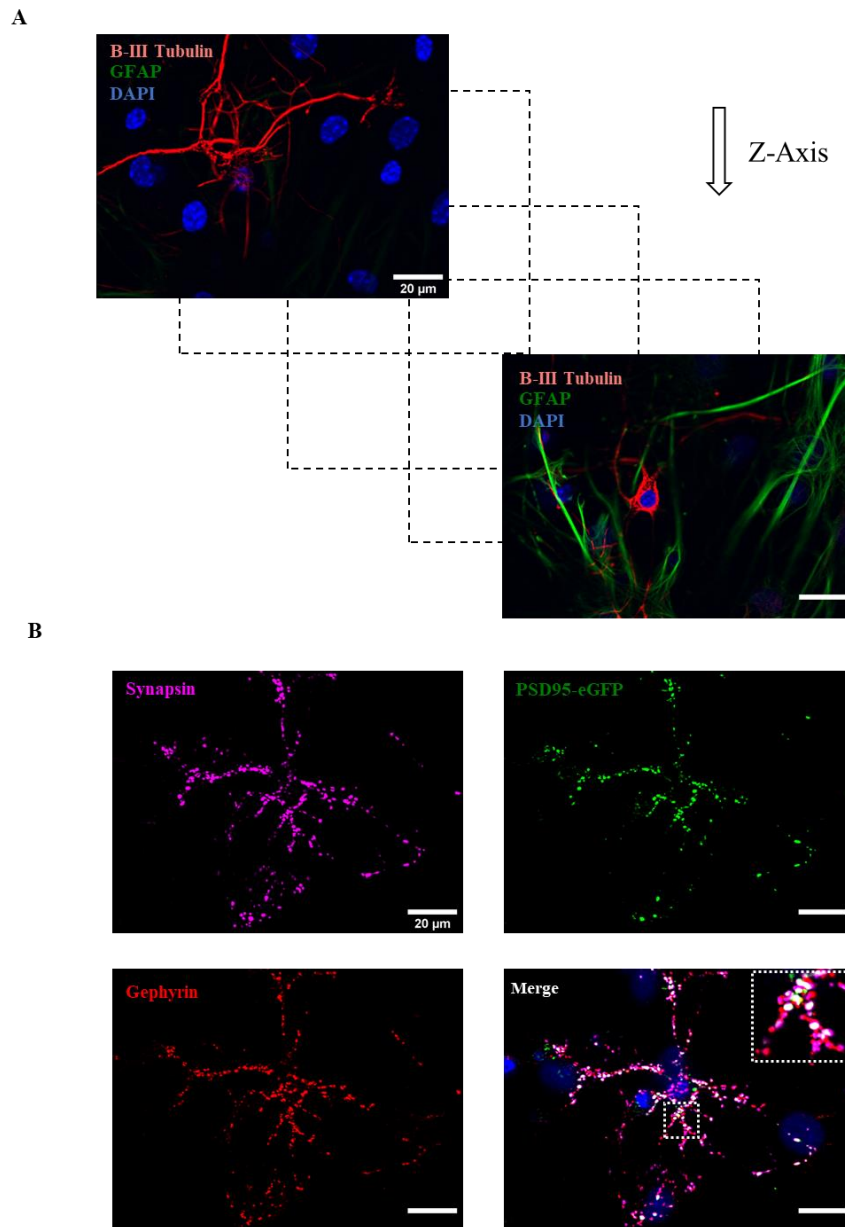 A
B-III Tubulin
GFAP
DAPI
20 µm
Z-Axis
B-III Tubulin
GFAP
DAPI
B
Synapsin
20 µm
PSD95-eGFP
Gephyrin
Merge